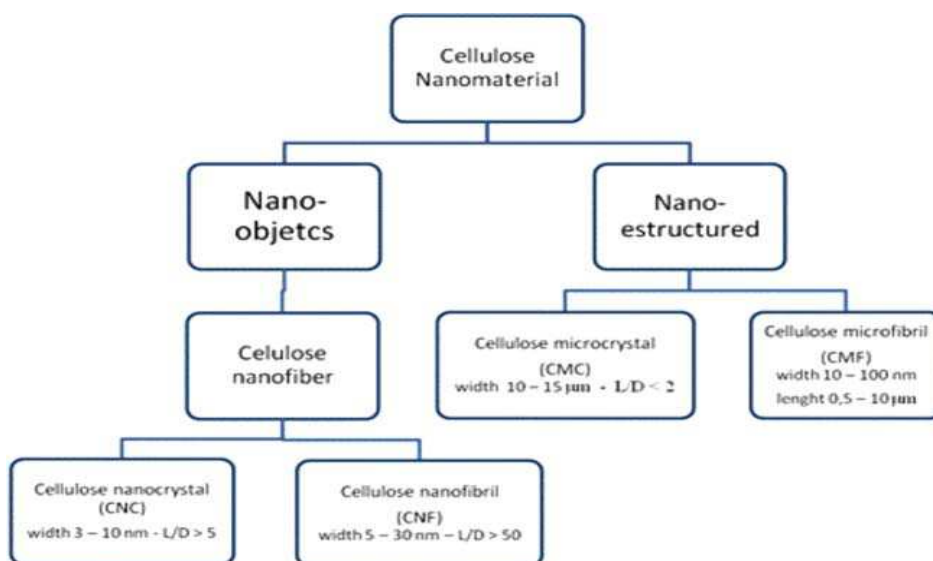 Cellulose
Nanomaterial
Nano-
objetcs
Nano-
estructured
Celulose
nanofiber
Cellulose microcrystal
(CMC)
width 10 – 15 µm - L/D < 2
Cellulose microfibril
(CMF)
width 10 – 100 nm
lenght 0,5 – 10 µm
Cellulose nanocrystal
(CNC)
width 3 – 10 nm - L/D > 5
Cellulose nanofibril
(CNF)
width 5 – 30 nm – L/D > 50